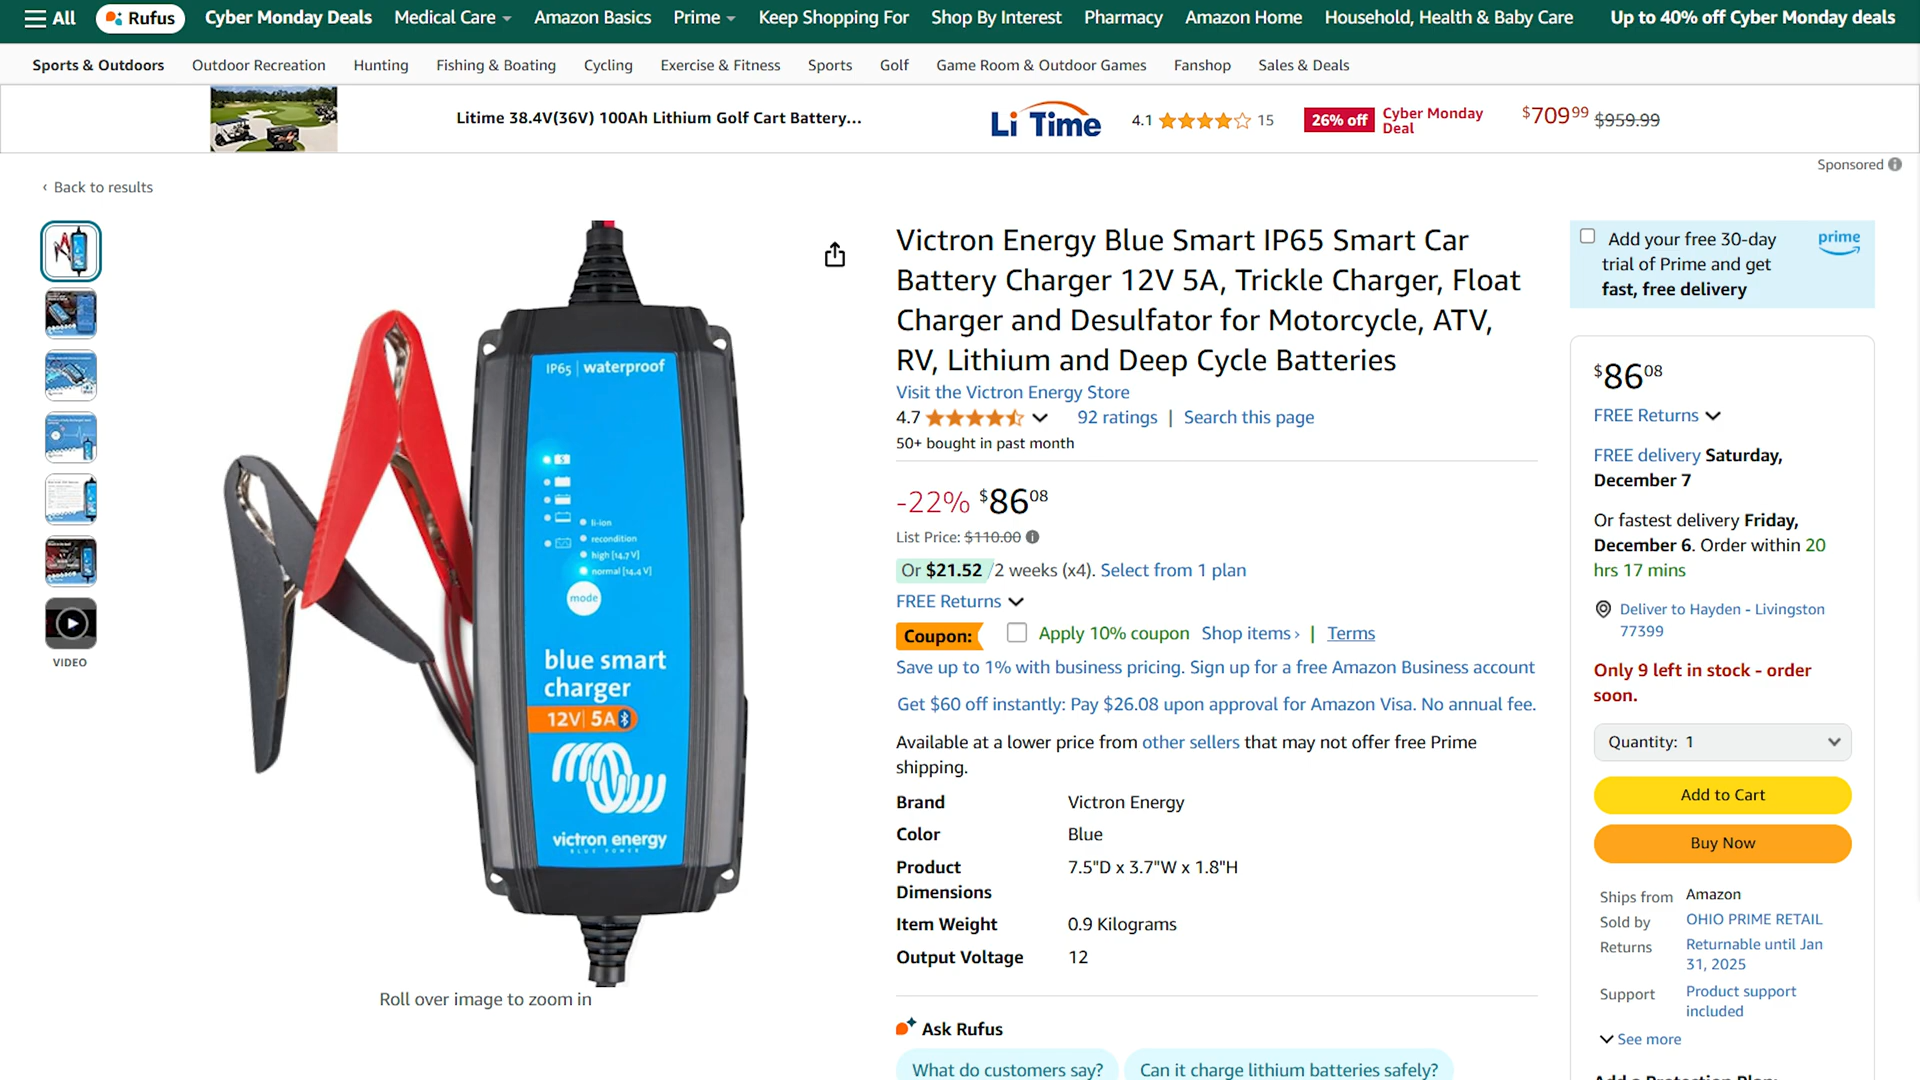 All
Rufus
Cyber Monday Deals
Medical Care
Amazon Basics
Prime
Keep Shopping For
Shop By Interest
Pharmacy
Amazon Home
Household, Health & Baby Care
Up to 40% off Cyber Monday deals
Sports & Outdoors
Outdoor Recreation
Hunting
Fishing & Boating
Cycling
Exercise & Fitness
Sports
Golf
Game Room & Outdoor Games
Fanshop
Sales & Deals
Litime 38.4V(36V) 100Ah Lithium Golf Cart Battery...
Li Time
4.1
15
26% off
Cyber Monday
Deal
$709.99 $959.99
Sponsored
‹ Back to results
VIDEO
IP65 | waterproof
li-ion
recondition
high [14.7 V]
normal [14.4 V]
mode
blue smart
charger
12V| 5A
victron energy
BLUE POWER
Roll over image to zoom in
Victron Energy Blue Smart IP65 Smart Car
Battery Charger 12V 5A, Trickle Charger, Float
Charger and Desulfator for Motorcycle, ATV,
RV, Lithium and Deep Cycle Batteries
Visit the Victron Energy Store
4.7
92 ratings | Search this page
50+ bought in past month
-22% $86.08
List Price: $110.00
Or $21.52 /2 weeks (x4). Select from 1 plan
FREE Returns
Coupon: Apply 10% coupon Shop items › | Terms
Save up to 1% with business pricing. Sign up for a free Amazon Business account
Get $60 off instantly: Pay $26.08 upon approval for Amazon Visa. No annual fee.
Available at a lower price from other sellers that may not offer free Prime
shipping.
Brand Victron Energy
Color Blue
Product Dimensions 7.5"D x 3.7"W x 1.8"H
Item Weight 0.9 Kilograms
Output Voltage 12
Ask Rufus
What do customers say?
Can it charge lithium batteries safely?
Add your free 30-day
trial of Prime and get
fast, free delivery
prime
$86.08
FREE Returns
FREE delivery Saturday,
December 7
Or fastest delivery Friday,
December 6. Order within 20
hrs 17 mins
Deliver to Hayden - Livingston
77399
Only 9 left in stock - order
soon.
Quantity: 1
Add to Cart
Buy Now
Ships from Amazon
Sold by OHIO PRIME RETAIL
Returns Returnable until Jan
31, 2025
Support Product support
included
See more
Add a Protection Plan: